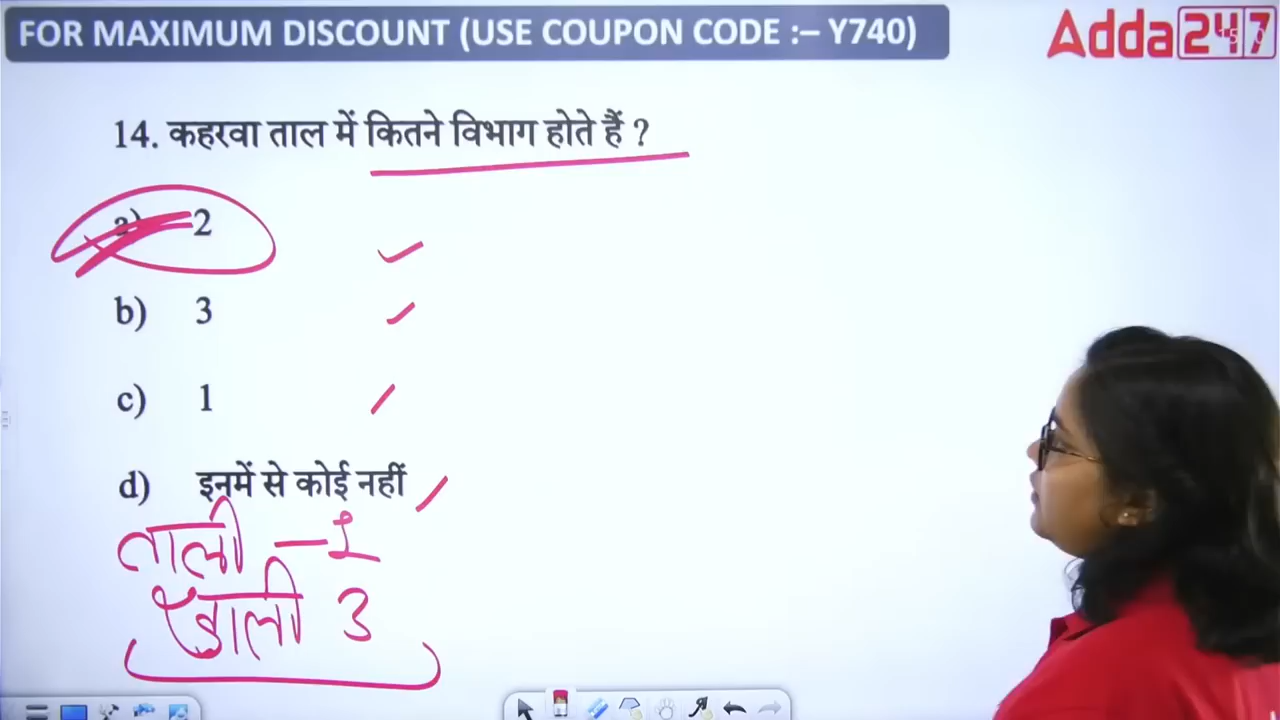 FOR MAXIMUM DISCOUNT (USE COUPON CODE :– Y740)
Adda247
14. कहरवा ताल में कितने विभाग होते हैं ?
a) 2
b) 3
c) 1
d) इनमें से कोई नहीं
ताली – 1
खाली 3